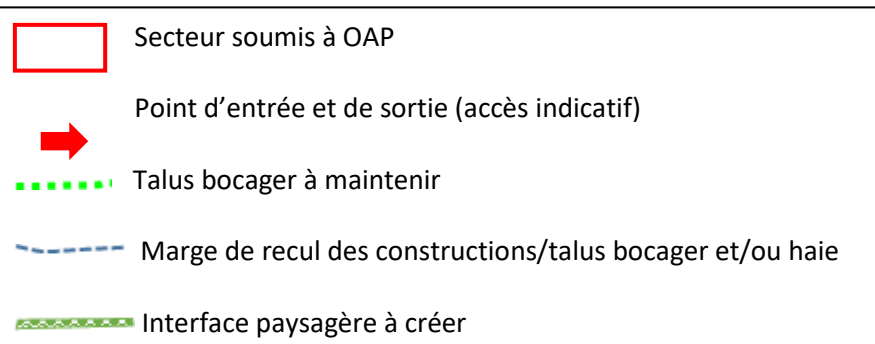 Secteur soumis à OAP
Point d’entrée et de sortie (accès indicatif)
Talus bocager à maintenir
Marge de recul des constructions/talus bocager et/ou haie
Interface paysagère à créer